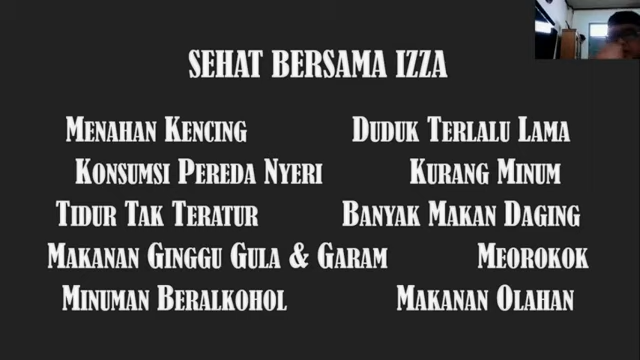 SEHAT BERSAMA IZZA
MENAHAN KENCING DUDUK TERLALU LAMA
KONSUMSI PEREDA NYERI KURANG MINUM
TIDUR TAK TERATUR BANYAK MAKAN DAGING
MAKANAN GINGGU GULA & GARAM MEOROKOK
MINUMAN BERALKOHOL MAKANAN OLAHAN